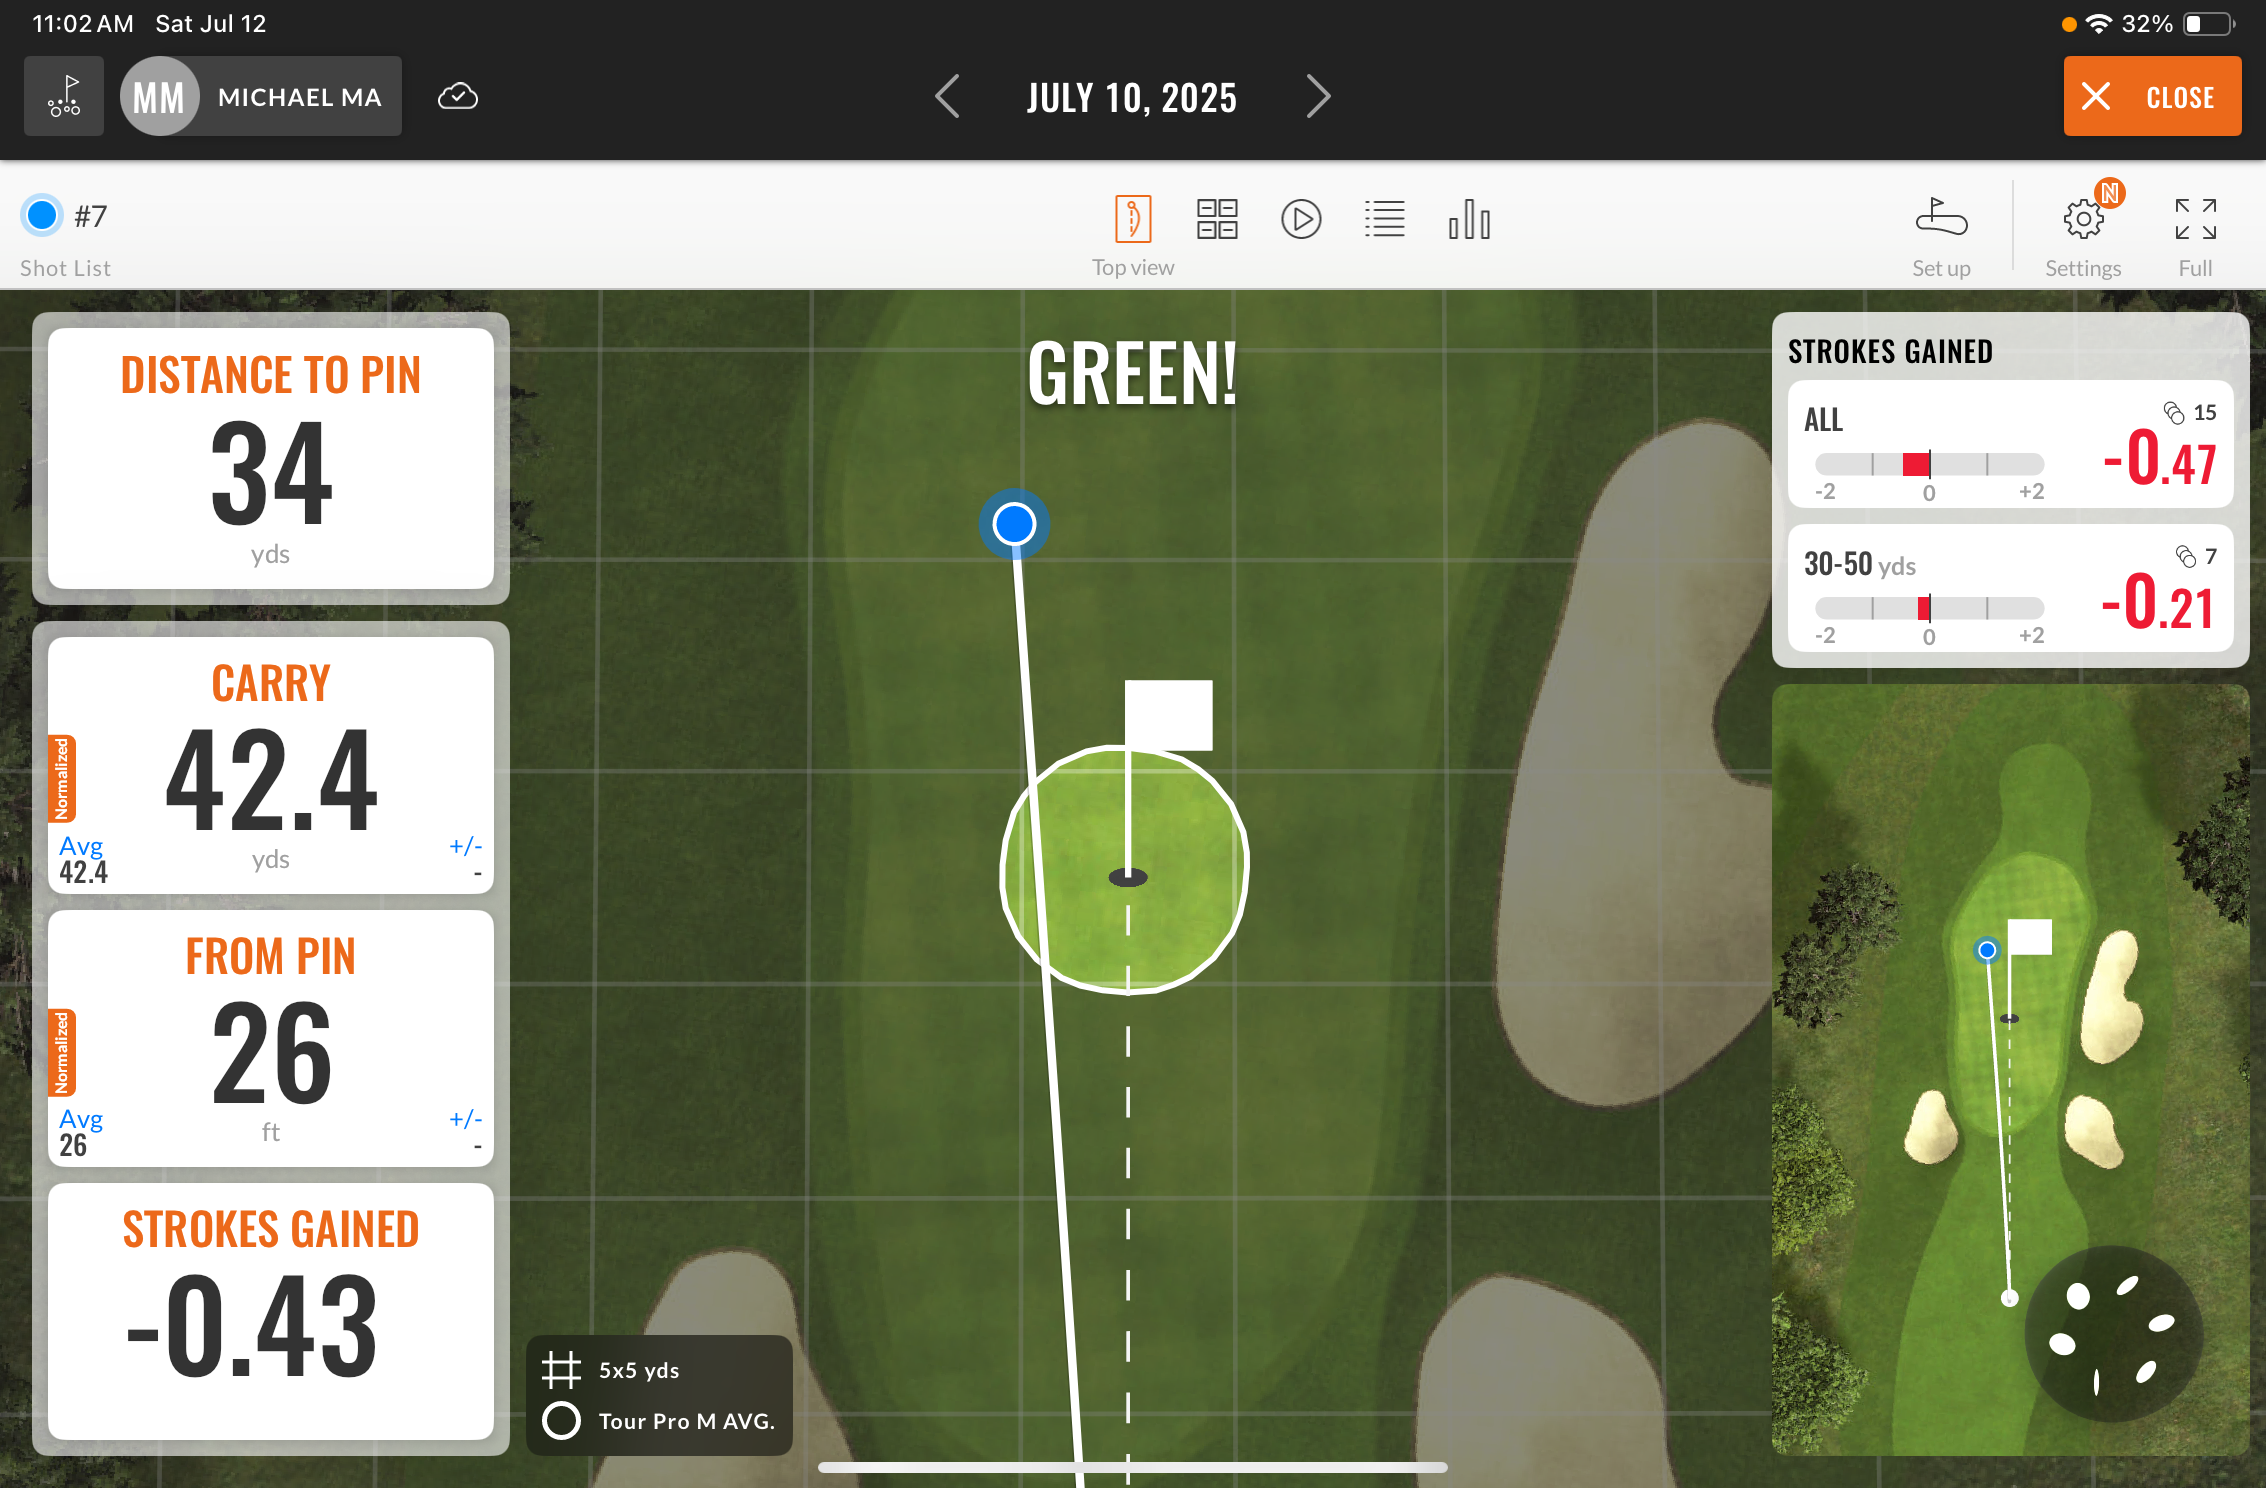 11:02 AM Sat Jul 12
32%
MM MICHAEL MA
JULY 10, 2025
CLOSE
#7
Shot List
Top view
Set up
N
Settings
Full
GREEN!
DISTANCE TO PIN
34
yds
CARRY
Normalized
42.4
yds
Avg
42.4
+/-
-
FROM PIN
Normalized
26
ft
Avg
26
+/-
-
STROKES GAINED
-0.43
5x5 yds
Tour Pro M AVG.
STROKES GAINED
ALL
15
-0.47
-2 0 +2
30-50 yds
7
-0.21
-2 0 +2